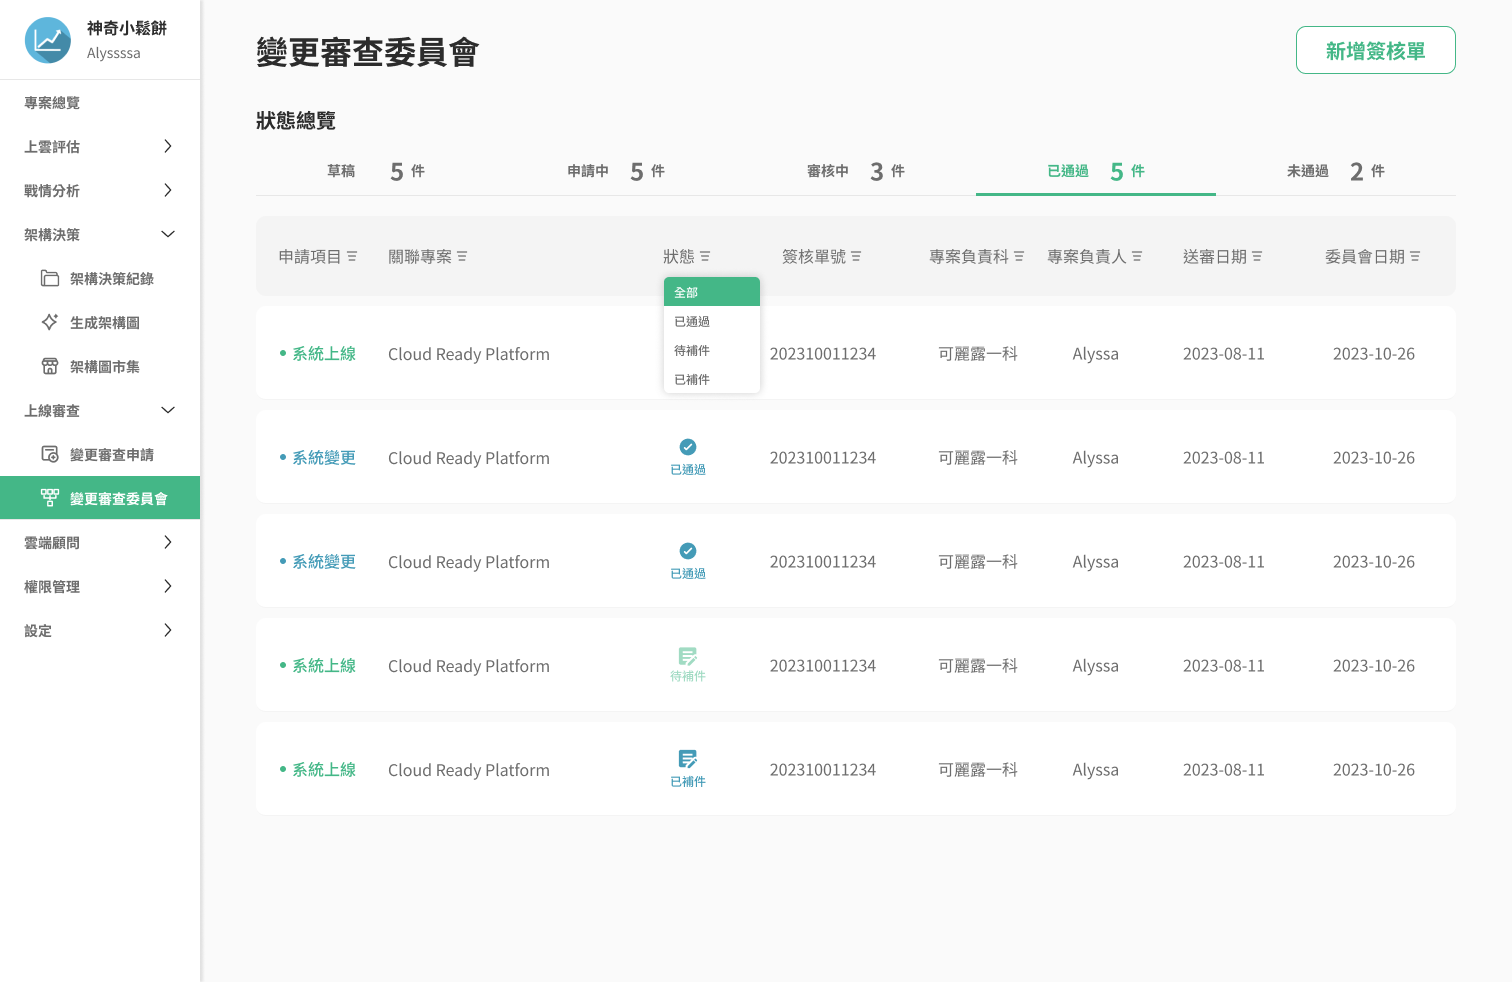 神奇小鬆餅
Alyssssa
專案總覽
上雲評估
戰情分析
架構決策
架構決策紀錄
生成架構圖
架構圖市集
上線審查
變更審查申請
變更審查委員會
雲端顧問
權限管理
設定
變更審查委員會
新增簽核單
狀態總覽
草稿 5 件 申請中 5 件 審核中 3 件 已通過 5 件 未通過 2 件
申請項目 關聯專案 狀態 簽核單號 專案負責科 專案負責人 送審日期 委員會日期
全部
已通過
待補件
已補件
系統上線 Cloud Ready Platform 202310011234 可麗露一科 Alyssa 2023-08-11 2023-10-26
系統變更 Cloud Ready Platform 已通過 202310011234 可麗露一科 Alyssa 2023-08-11 2023-10-26
系統變更 Cloud Ready Platform 已通過 202310011234 可麗露一科 Alyssa 2023-08-11 2023-10-26
系統上線 Cloud Ready Platform 待補件 202310011234 可麗露一科 Alyssa 2023-08-11 2023-10-26
系統上線 Cloud Ready Platform 已補件 202310011234 可麗露一科 Alyssa 2023-08-11 2023-10-26